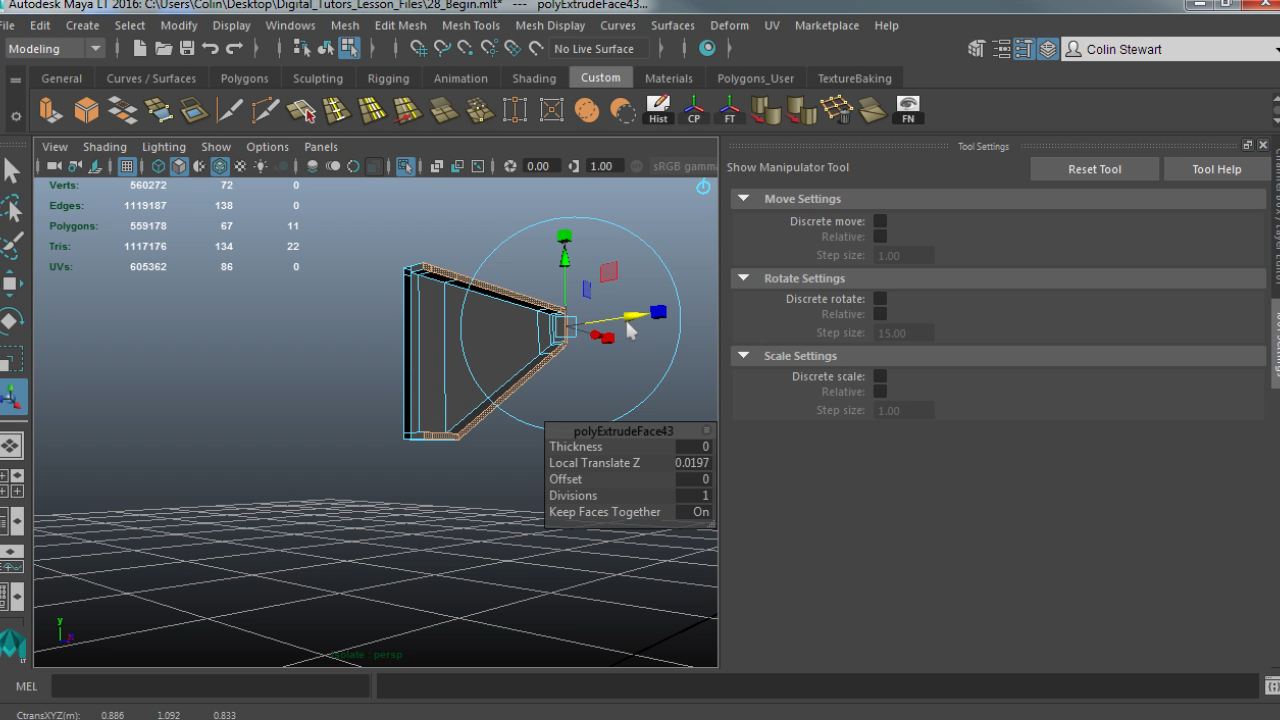 Autodesk Maya LT 2016: C:\Users\Colin\Desktop\Digital_Tutors_Lesson_Files\28_Begin.mlt* --- polyExtrudeFace43...
File Edit Create Select Modify Display Windows Mesh Edit Mesh Mesh Tools Mesh Display Curves Surfaces Deform UV Marketplace Help
Modeling No Live Surface Colin Stewart
General Curves / Surfaces Polygons Sculpting Rigging Animation Shading Custom Materials Polygons_User TextureBaking
Hist CP FT FN
View Shading Lighting Show Options Panels
0.00 1.00 sRGB gamma
Verts: 560272 72 0
Edges: 1119187 138 0
Polygons: 559178 67 11
Tris: 1117176 134 22
UVs: 605362 86 0
polyExtrudeFace43
Thickness 0
Local Translate Z 0.0197
Offset 0
Divisions 1
Keep Faces Together On
y
isolate : persp
LT
Tool Settings
Show Manipulator Tool Reset Tool Tool Help
Move Settings
Discrete move:
Relative:
Step size: 1.00
Rotate Settings
Discrete rotate:
Relative:
Step size: 15.00
Scale Settings
Discrete scale:
Relative:
Step size: 1.00
MEL
CtransXYZ(m): 0.886 1.092 0.833